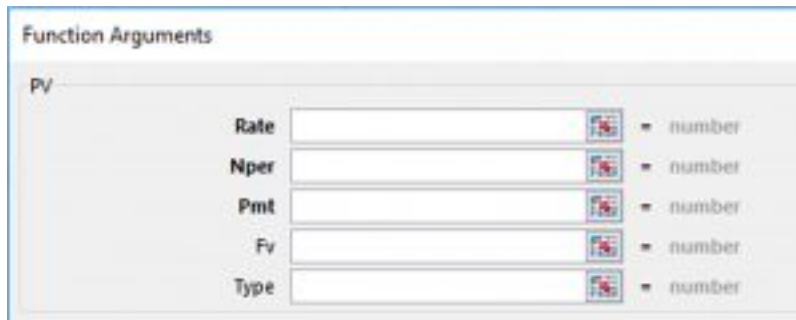 Function Arguments
PV
Rate = number
Nper = number
Pmt = number
Fv = number
Type = number